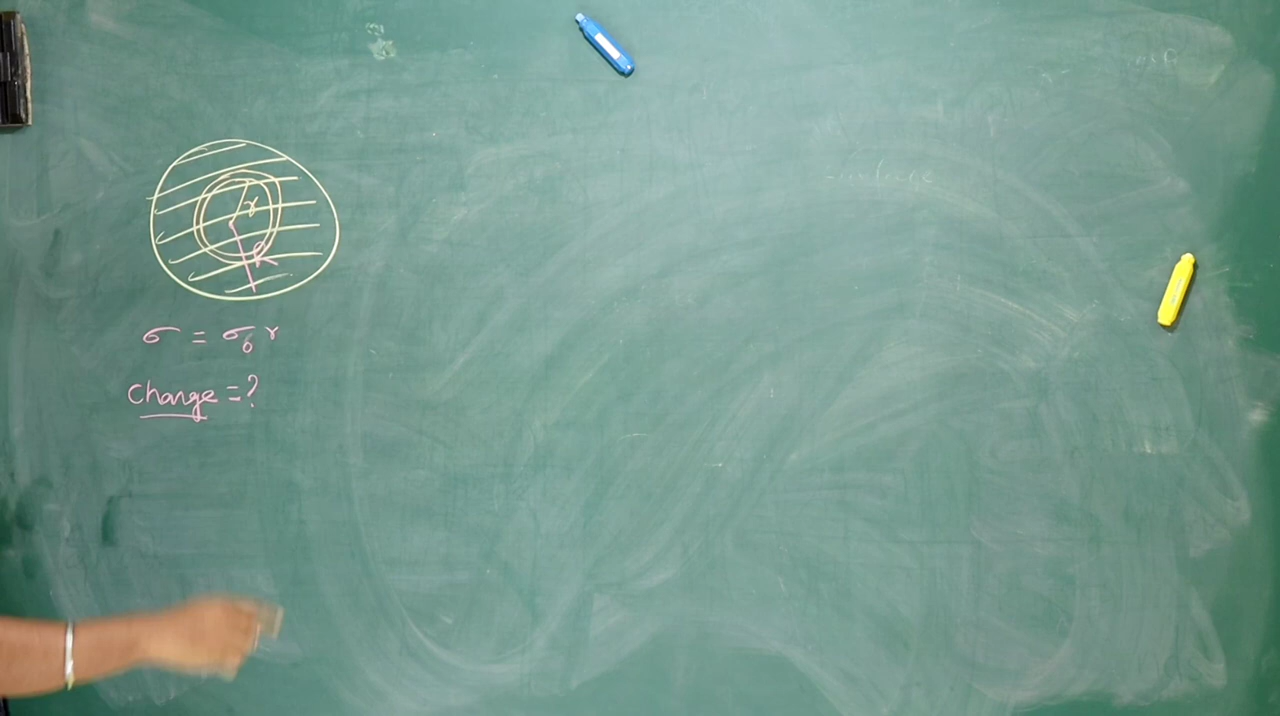 r
R
σ = σ₀ r
Change = ?